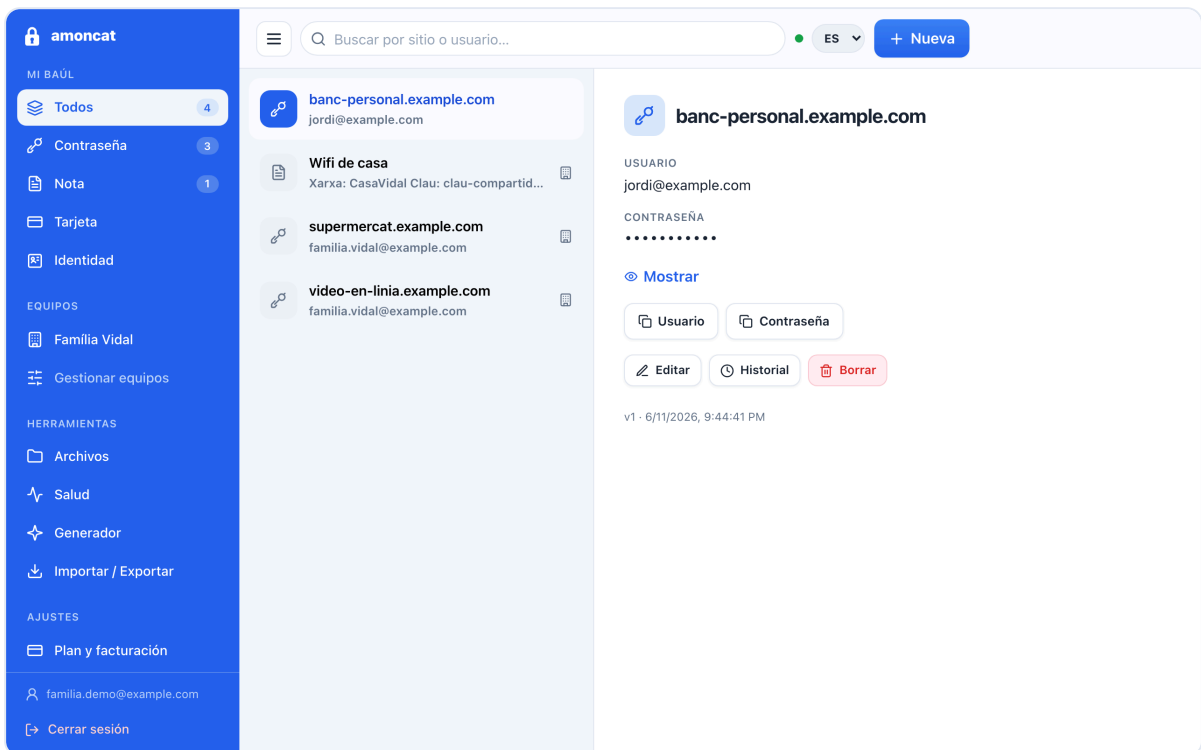 amoncat
MI BAÚL
Todos 4
Contraseña 3
Nota 1
Tarjeta
Identidad
EQUIPOS
Família Vidal
Gestionar equipos
HERRAMIENTAS
Archivos
Salud
Generador
Importar / Exportar
AJUSTES
Plan y facturación
familia.demo@example.com
Cerrar sesión
Buscar por sitio o usuario...
ES
+ Nueva
banc-personal.example.com
jordi@example.com
Wifi de casa
Xarxa: CasaVidal Clau: clau-compartid...
supermercat.example.com
familia.vidal@example.com
video-en-linia.example.com
familia.vidal@example.com
banc-personal.example.com
USUARIO
jordi@example.com
CONTRASEÑA
•••••••••••
Mostrar
Usuario Contraseña
Editar Historial Borrar
v1 · 6/11/2026, 9:44:41 PM